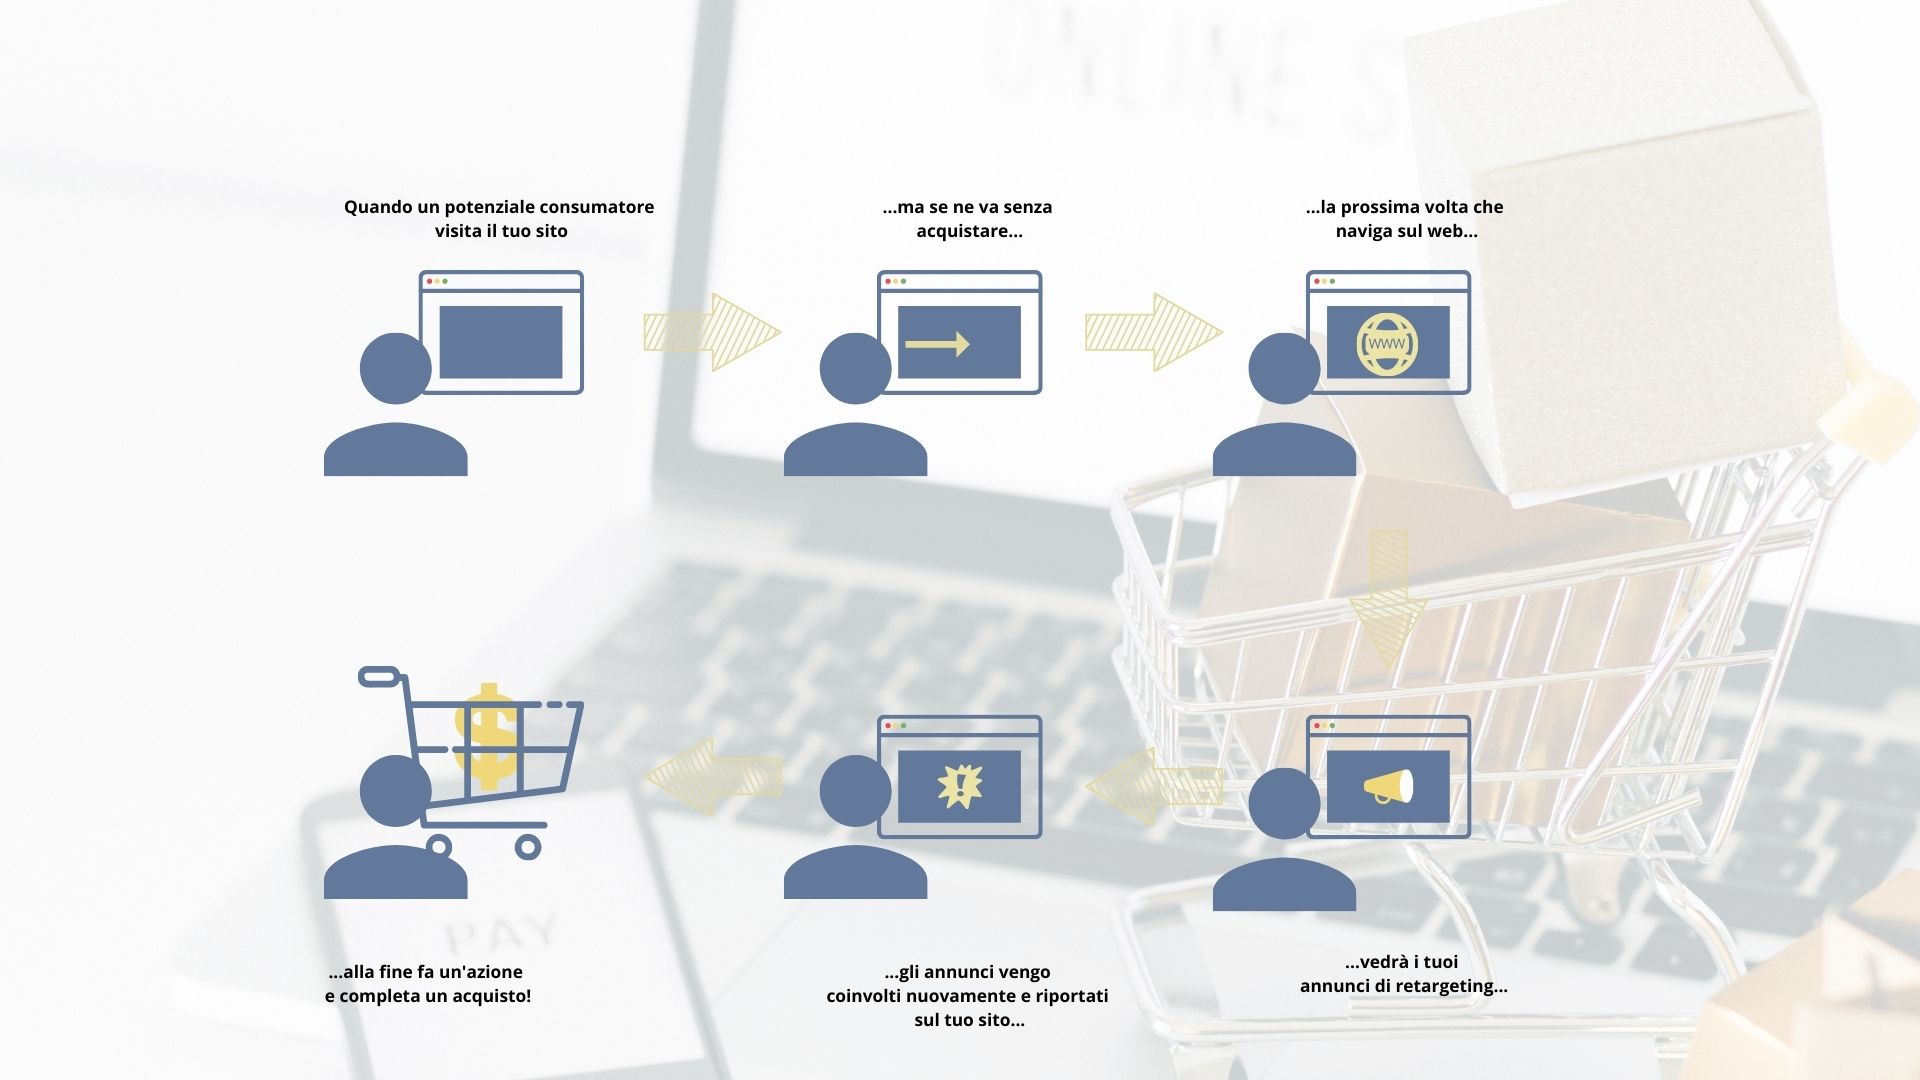 ONLINE S
Quando un potenziale consumatore
visita il tuo sito
...ma se ne va senza
acquistare...
...la prossima volta che
naviga sul web...
WWW
$
!
...vedrà i tuoi
annunci di retargeting...
...gli annunci vengo
coinvolti nuovamente e riportati
sul tuo sito...
PAY
...alla fine fa un'azione
e completa un acquisto!